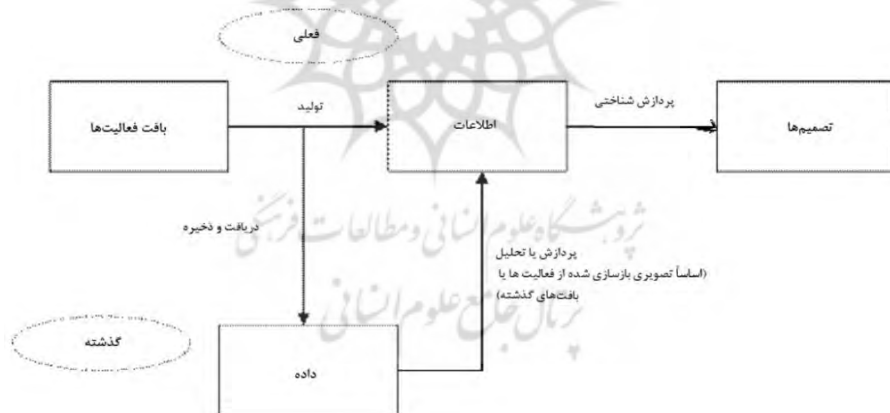 فعلی
تولید
پردازش شناختی
بافت فعالیت‌ها
اطلاعات
تصمیم‌ها
دریافت و ذخیره
پژوهشگاه علوم انسانی و مطالعات فرهنگی
پردازش یا تحلیل
(اساساً تصویری بازسازی شده از فعالیت ها یا
بافت‌های گذشته)
پرتال جامع علوم انسانی
گذشته
داده